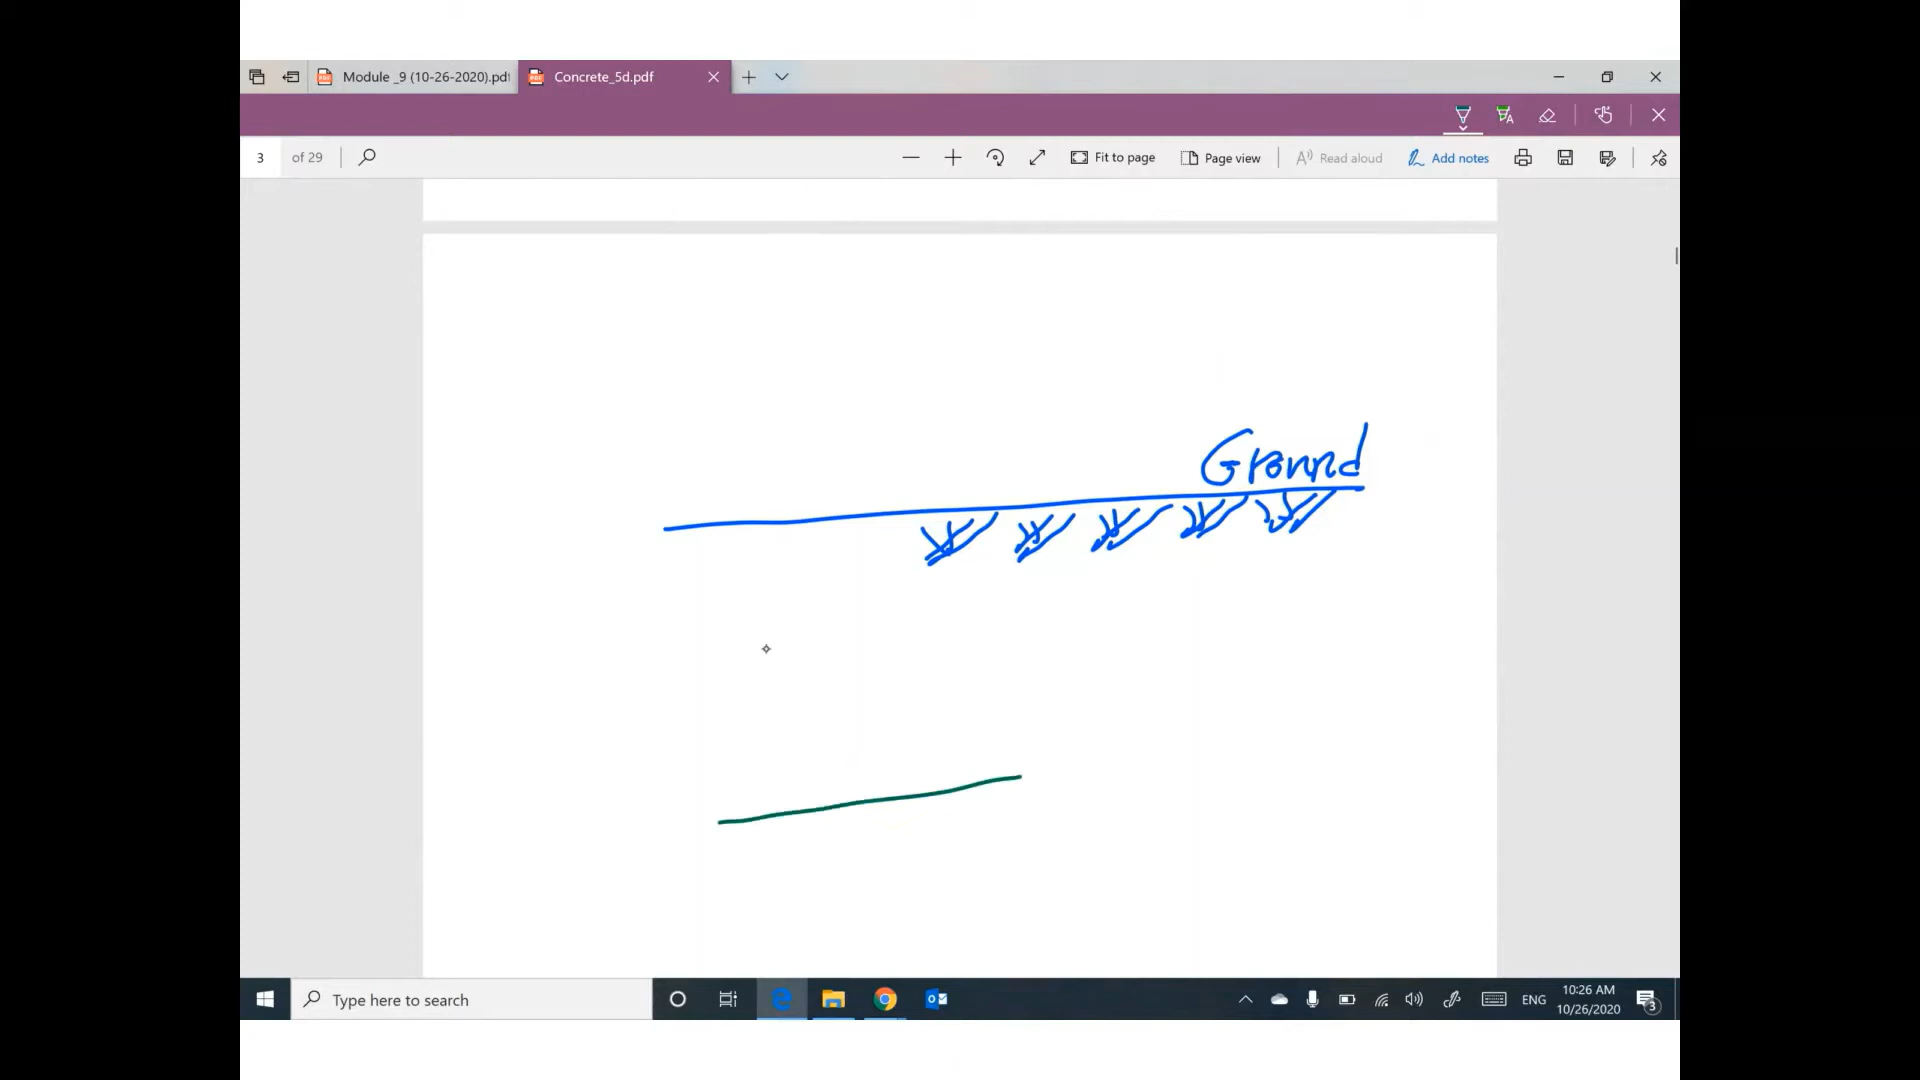 Module _9 (10-26-2020).pdf
Concrete_5d.pdf
3 of 29
Fit to page
Page view
Read aloud
Add notes
Ground
Type here to search
ENG
10:26 AM
10/26/2020
3